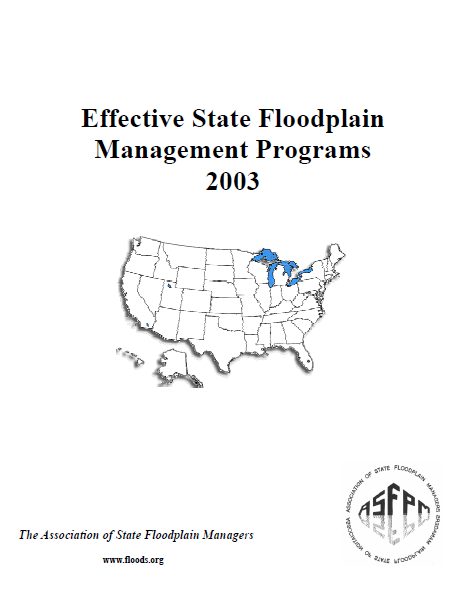 Effective State Floodplain
Management Programs
2003
ASFPM
ASSOCIATION OF STATE FLOODPLAIN MANAGERS
The Association of State Floodplain Managers
www.floods.org